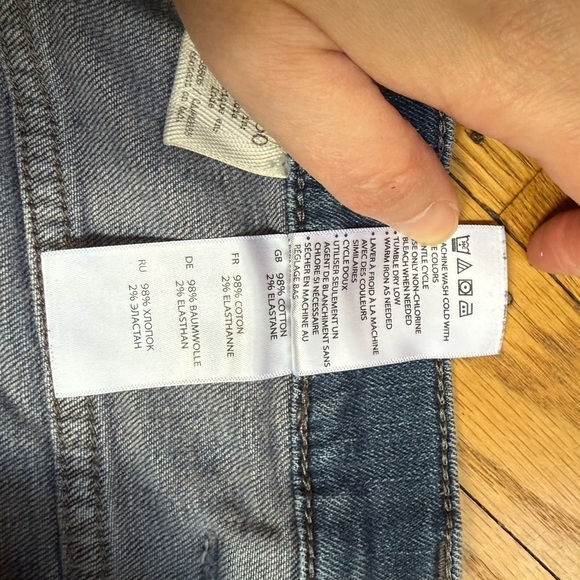 MACHINE WASH COLD WITH
COLORS
GENTLE CYCLE
USE ONLY NON-CHLORINE
BLEACH WHEN NEEDED
• TUMBLE DRY LOW
• WARM IRON AS NEEDED
• LAVER À FROID À LA MACHINE
AVEC DES COULEURS
SIMILAIRES
• CYCLE DOUX
• UTILISER SEULEMENT UN
AGENT DE BLANCHIMENT SANS
CHLORE SI NÉCESSAIRE
• SÉCHER EN MACHINE AU
RÉGLAGE BAS
GB 98% COTTON
2% ELASTANE
FR 98% COTON
2% ELASTHANNE
DE 98% BAUMWOLLE
2% ELASTHAN
RU 98% ХЛОПОК
2% ЭЛАСТАН